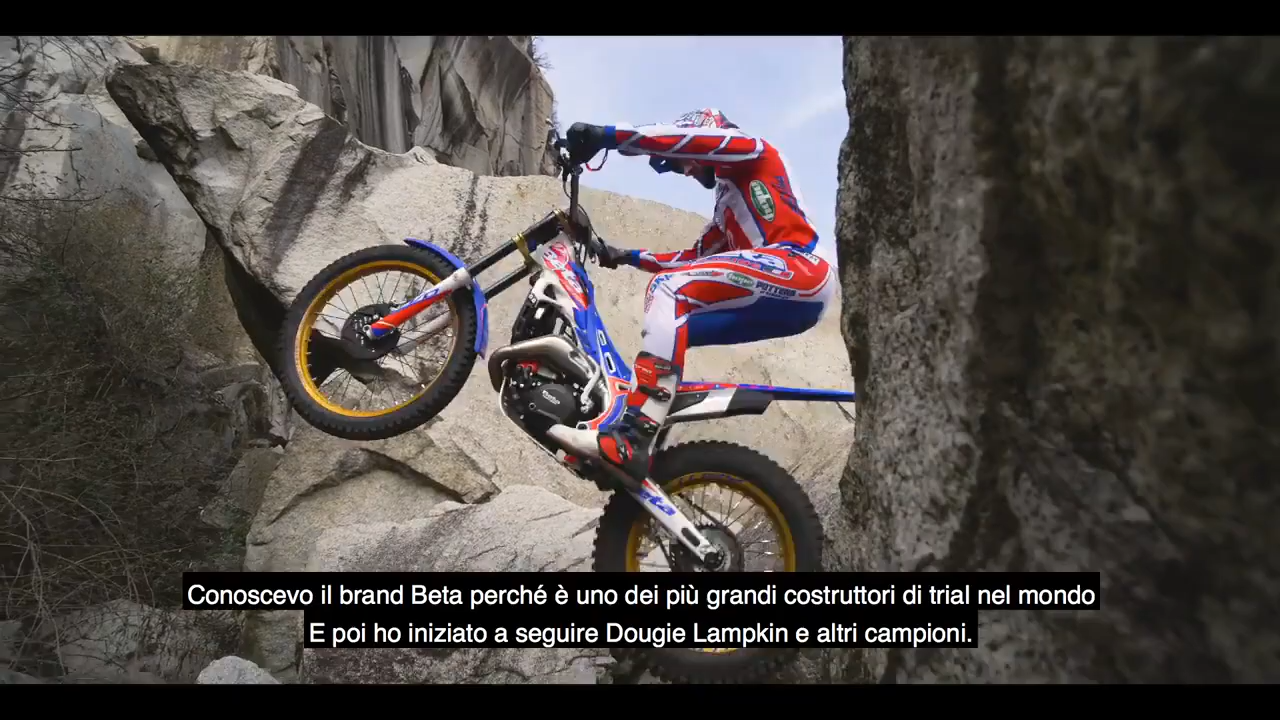 Beta
Conoscevo il brand Beta perché è uno dei più grandi costruttori di trial nel mondo
E poi ho iniziato a seguire Dougie Lampkin e altri campioni.